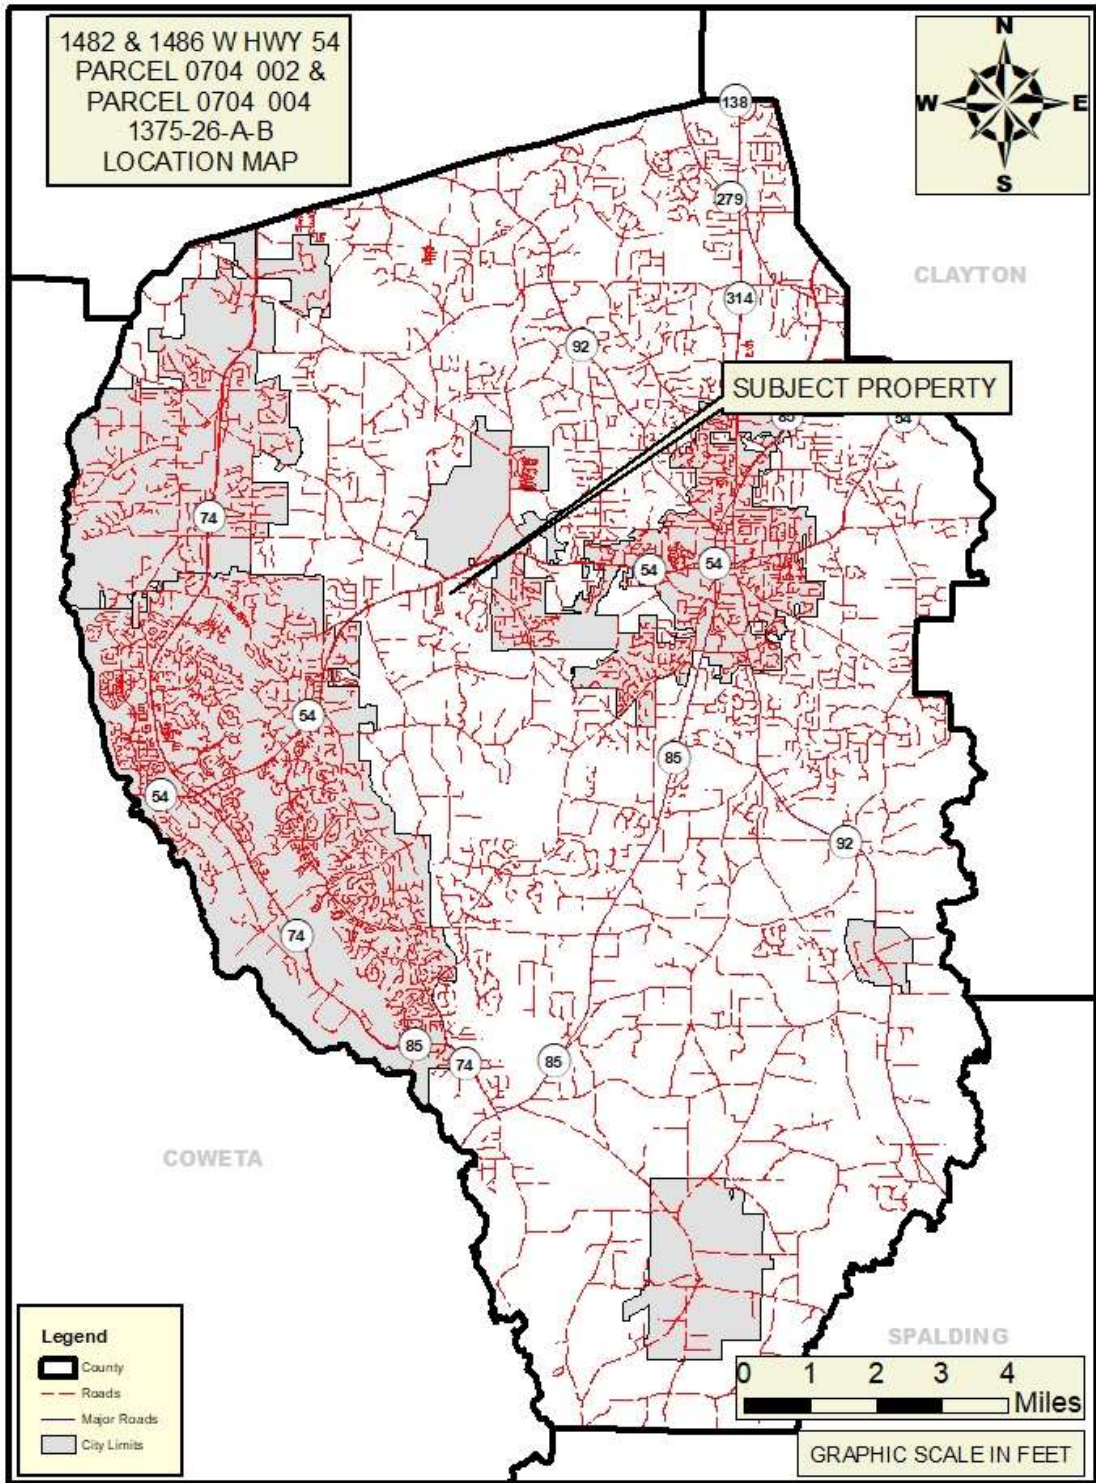 1482 & 1486 W HWY 54
PARCEL 0704 002 &
PARCEL 0704 004
1375-26-A-B
LOCATION MAP
N
W
E
S
138
279
CLAYTON
314
92
SUBJECT PROPERTY
85
54
74
54
54
54
85
54
92
74
85
74
85
COWETA
SPALDING
Legend
County
Roads
Major Roads
City Limits
0 1 2 3 4
Miles
GRAPHIC SCALE IN FEET